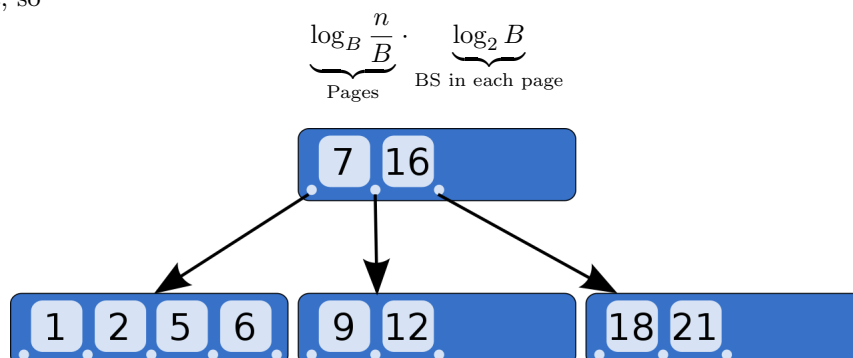 , so
log_B n/B · log_2 B
Pages BS in each page
7 16
1 2 5 6 9 12 18 21